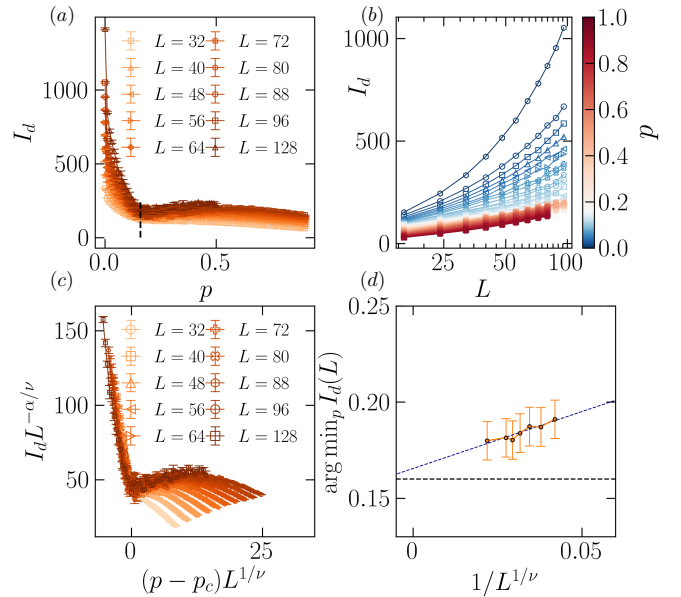 (a)
I_d
1000
500
0
0.0
0.5
p
L = 32
L = 40
L = 48
L = 56
L = 64
L = 72
L = 80
L = 88
L = 96
L = 128
(b)
I_d
1000
500
0
25
50
100
L
1.0
0.8
0.6
0.4
0.2
0.0
p
(c)
I_d L^{-α/ν}
150
100
50
0
25
(p − p_c)L^{1/ν}
L = 32
L = 40
L = 48
L = 56
L = 64
L = 72
L = 80
L = 88
L = 96
L = 128
(d)
arg min_p I_d(L)
0.25
0.20
0.15
0.00
0.05
1/L^{1/ν}